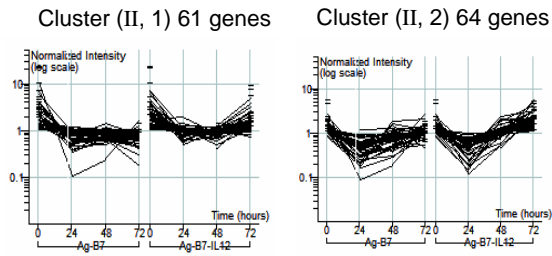 Cluster (II, 1) 61 genes
Normalized Intensity
(log scale)
10
1
0.1
Time (hours)
0 24 48 72 0 24 48 72
Ag-B7 Ag-B7-IL12
Cluster (II, 2) 64 genes
Normalized Intensity
(log scale)
10
1
0.1
Time (hours)
0 24 48 72 0 24 48 72
Ag-B7 Ag-B7-IL12